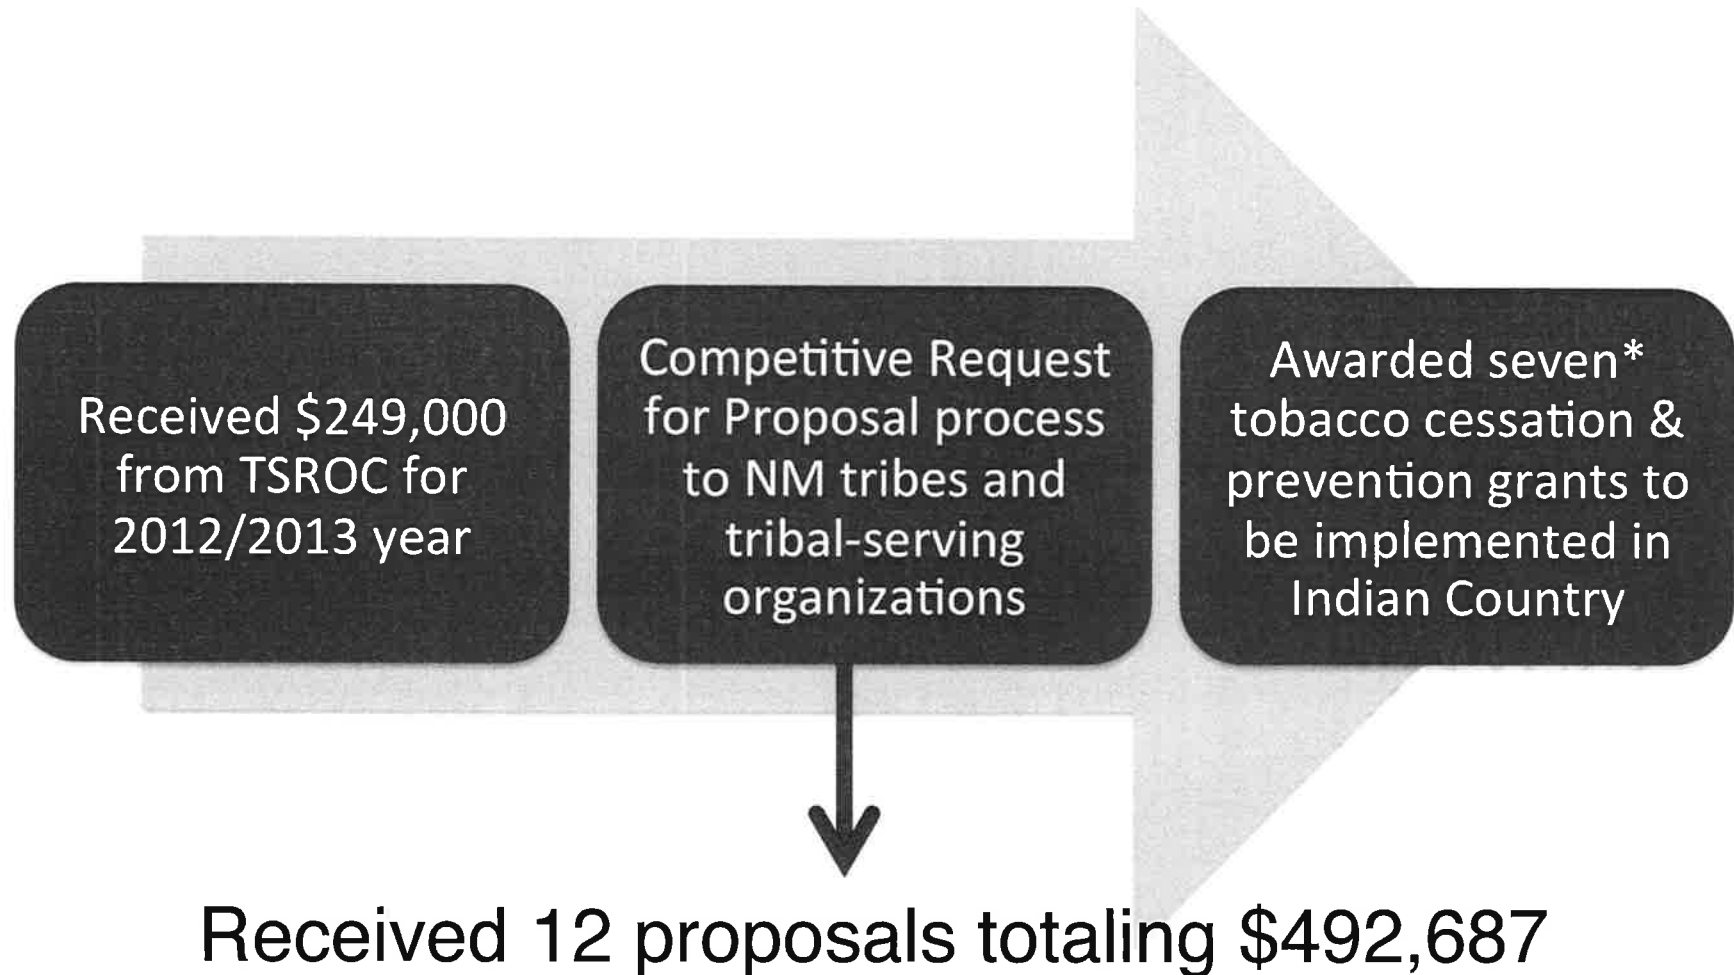 Received $249,000
from TSROC for
2012/2013 year
Competitive Request
for Proposal process
to NM tribes and
tribal-serving
organizations
Awarded seven*
tobacco cessation &
prevention grants to
be implemented in
Indian Country
Received 12 proposals totaling $492,687